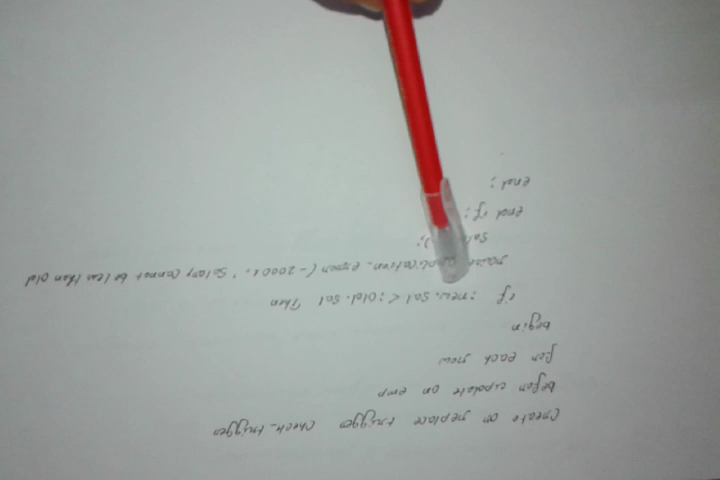 Create or replace trigger check_trigger
before update on emp
for each row
begin
if :new.sal < :old.sal Then
raise_application_error (-20001, 'Salary cannot be less than old
end if;
end;